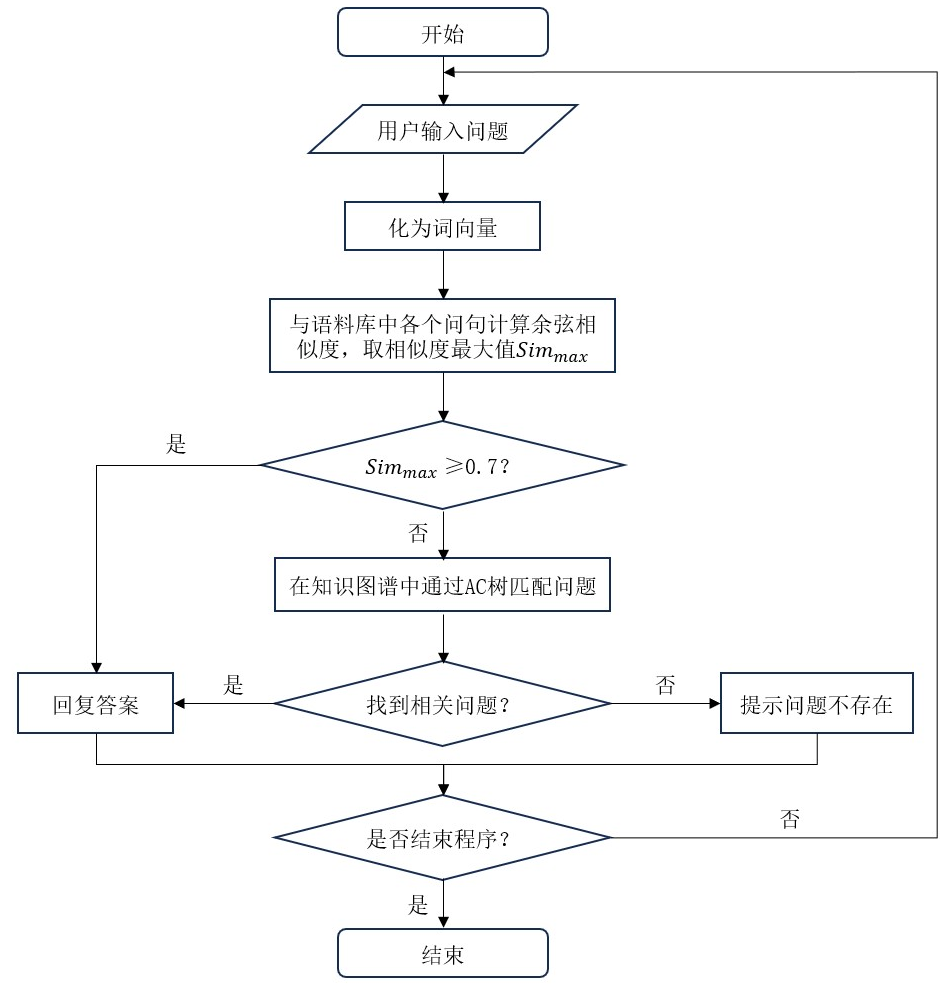 开始
用户输入问题
化为词向量
与语料库中各个问句计算余弦相
似度，取相似度最大值Sim_max
是
Sim_max ≥0.7?
否
在知识图谱中通过AC树匹配问题
是
否
回复答案
找到相关问题?
提示问题不存在
否
是否结束程序?
是
结束